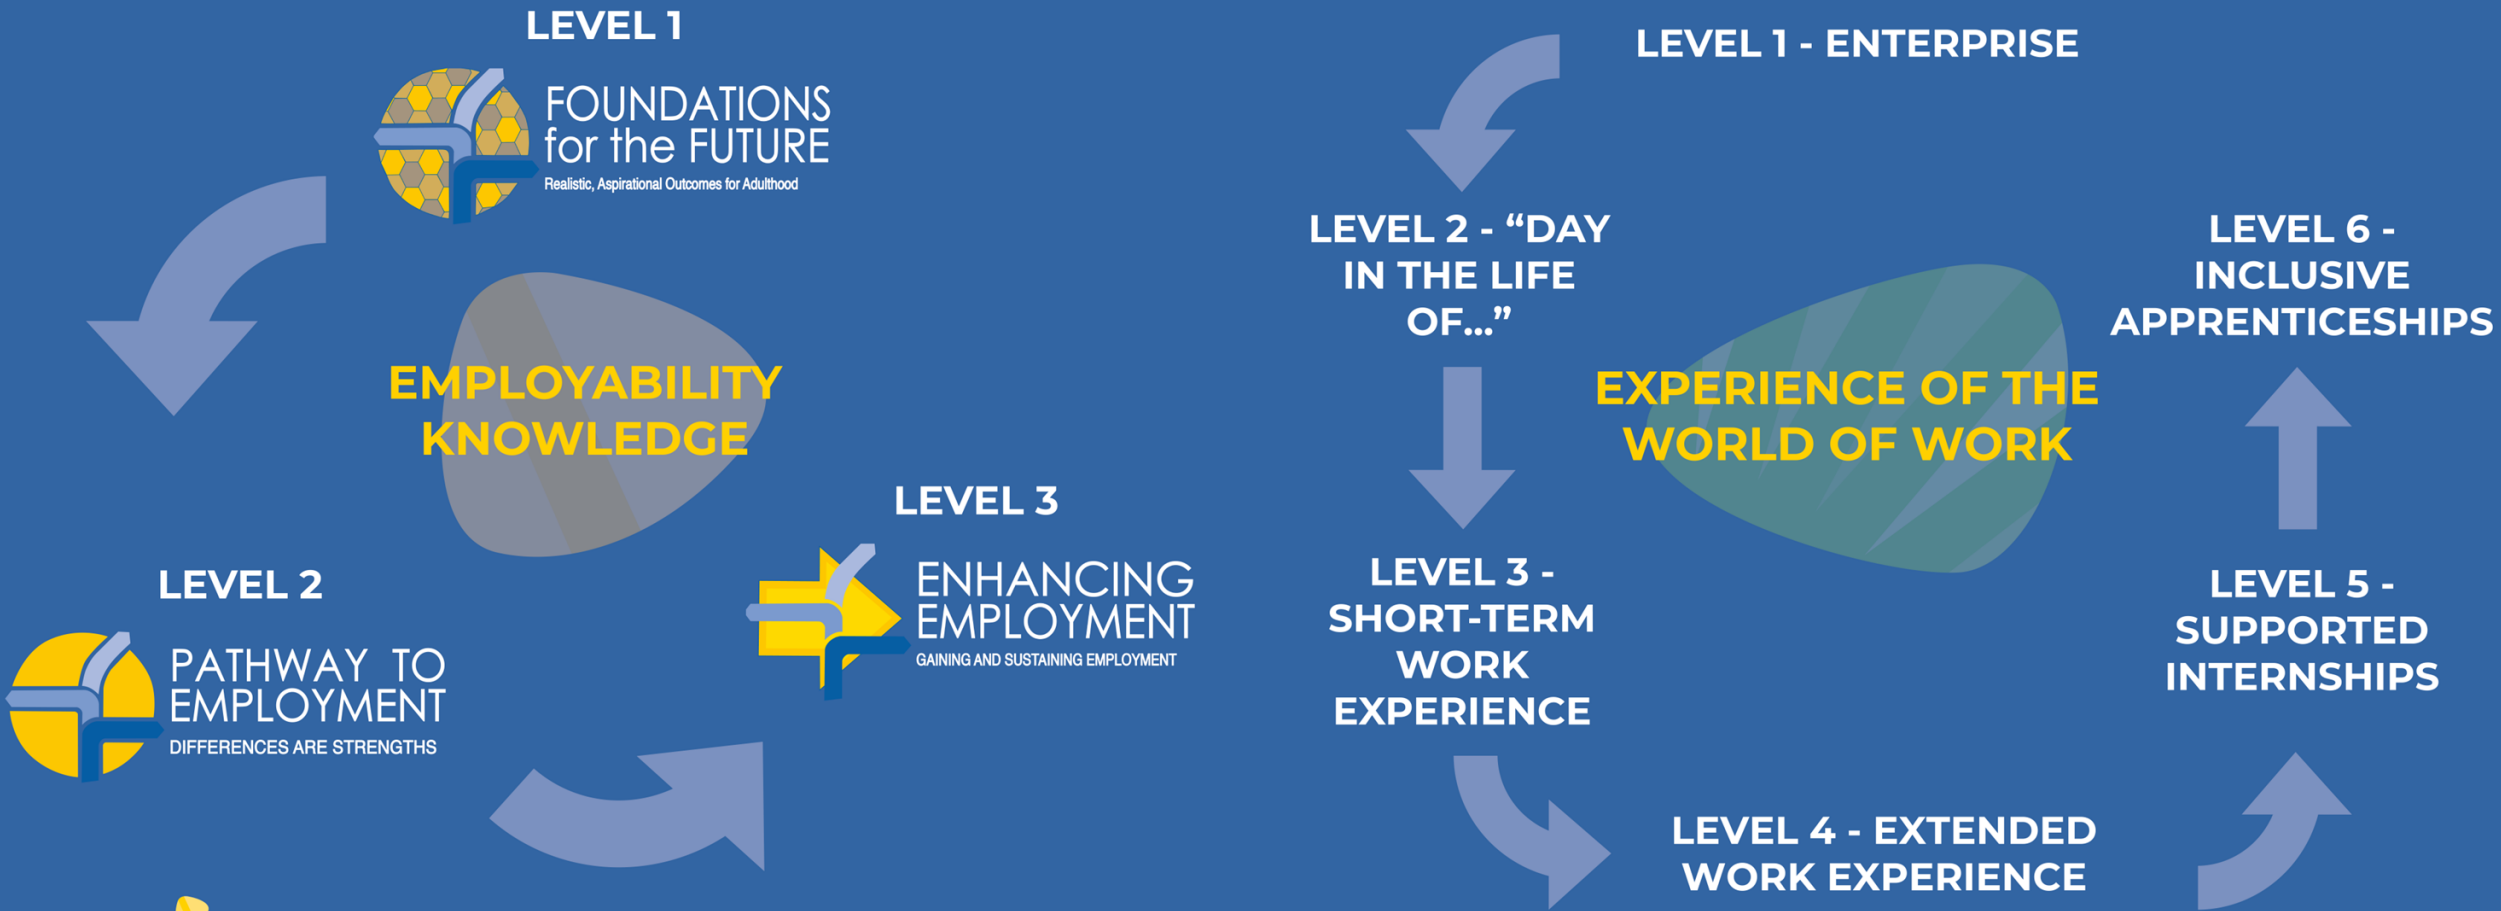 LEVEL 1
FOUNDATIONS
for the FUTURE
Realistic, Aspirational Outcomes for Adulthood
EMPLOYABILITY
KNOWLEDGE
LEVEL 2
PATHWAY TO
EMPLOYMENT
DIFFERENCES ARE STRENGTHS
LEVEL 3
ENHANCING
EMPLOYMENT
GAINING AND SUSTAINING EMPLOYMENT
LEVEL 1 - ENTERPRISE
LEVEL 2 - “DAY
IN THE LIFE
OF...”
EXPERIENCE OF THE
WORLD OF WORK
LEVEL 3 -
SHORT-TERM
WORK
EXPERIENCE
LEVEL 4 - EXTENDED
WORK EXPERIENCE
LEVEL 5 -
SUPPORTED
INTERNSHIPS
LEVEL 6 -
INCLUSIVE
APPRENTICESHIPS